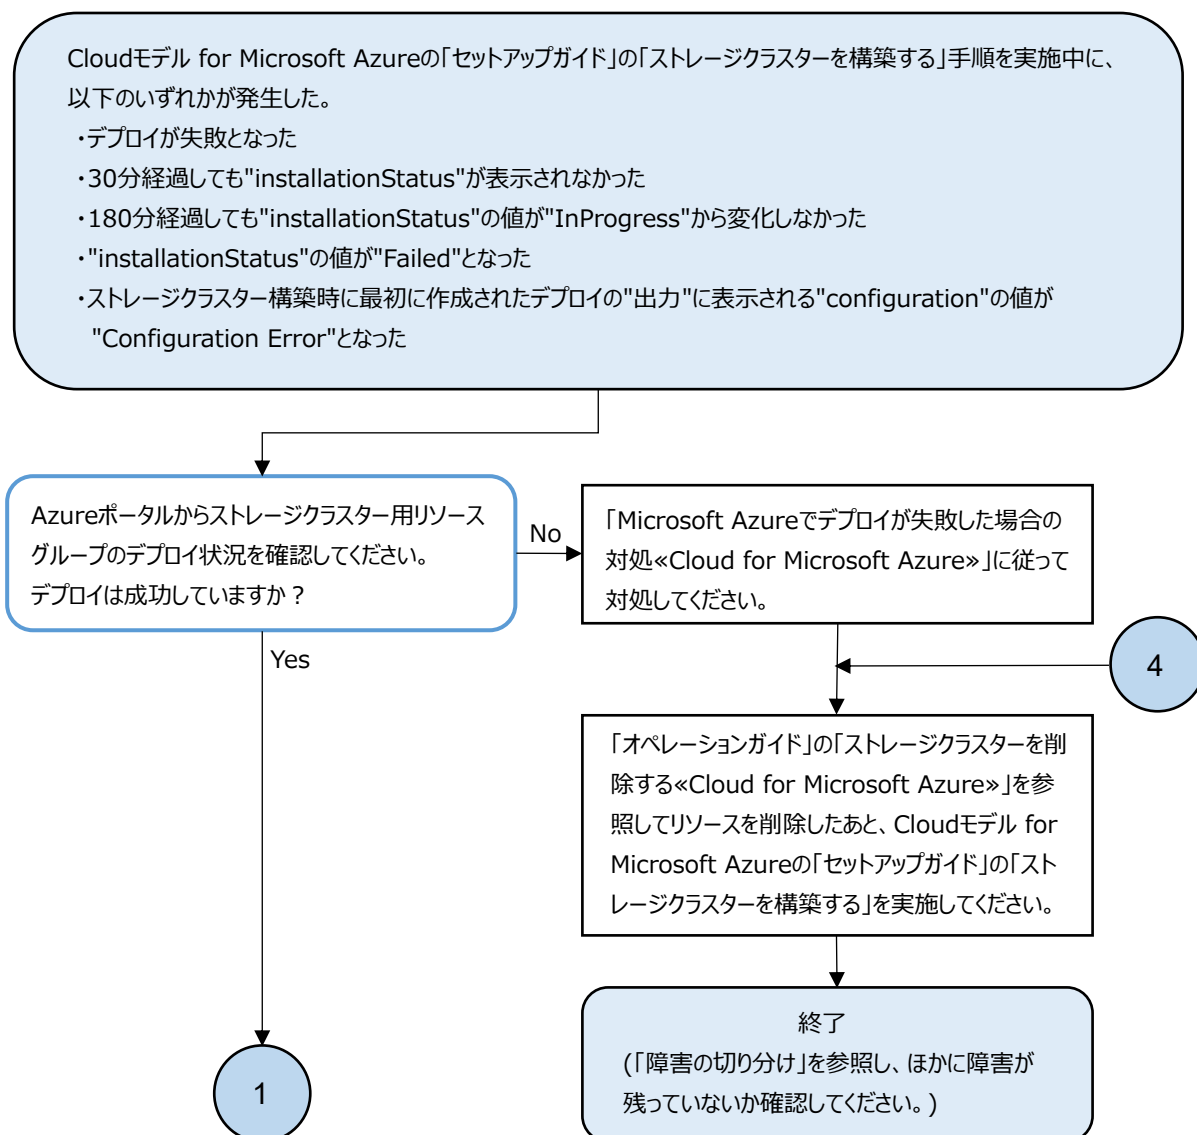 Cloudモデル for Microsoft Azureの「セットアップガイド」の「ストレージクラスターを構築する」手順を実施中に、
以下のいずれかが発生した。
・デプロイが失敗となった
・30分経過しても"installationStatus"が表示されなかった
・180分経過しても"installationStatus"の値が"InProgress"から変化しなかった
・"installationStatus"の値が"Failed"となった
・ストレージクラスター構築時に最初に作成されたデプロイの"出力"に表示される"configuration"の値が
"Configuration Error"となった
Azureポータルからストレージクラスター用リソース
グループのデプロイ状況を確認してください。
デプロイは成功していますか？
No
「Microsoft Azureでデプロイが失敗した場合の
対処«Cloud for Microsoft Azure»」に従って
対処してください。
Yes
4
「オペレーションガイド」の「ストレージクラスターを削
除する«Cloud for Microsoft Azure»」を参
照してリソースを削除したあと、Cloudモデル for
Microsoft Azureの「セットアップガイド」の「スト
レージクラスターを構築する」を実施してください。
終了
(「障害の切り分け」を参照し、ほかに障害が
残っていないか確認してください。)
1